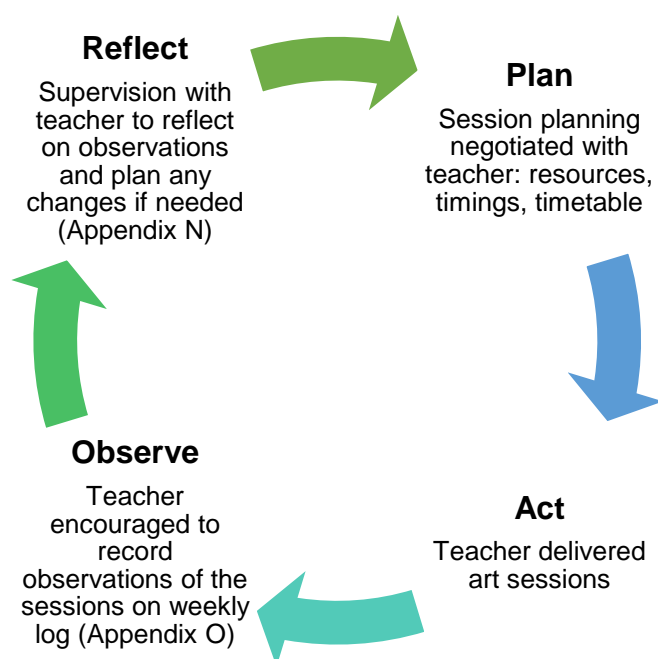 Reflect
Supervision with
teacher to reflect
on observations
and plan any
changes if needed
(Appendix N)
Plan
Session planning
negotiated with
teacher: resources,
timings, timetable
Act
Teacher delivered
art sessions
Observe
Teacher
encouraged to
record
observations of the
sessions on weekly
log (Appendix O)